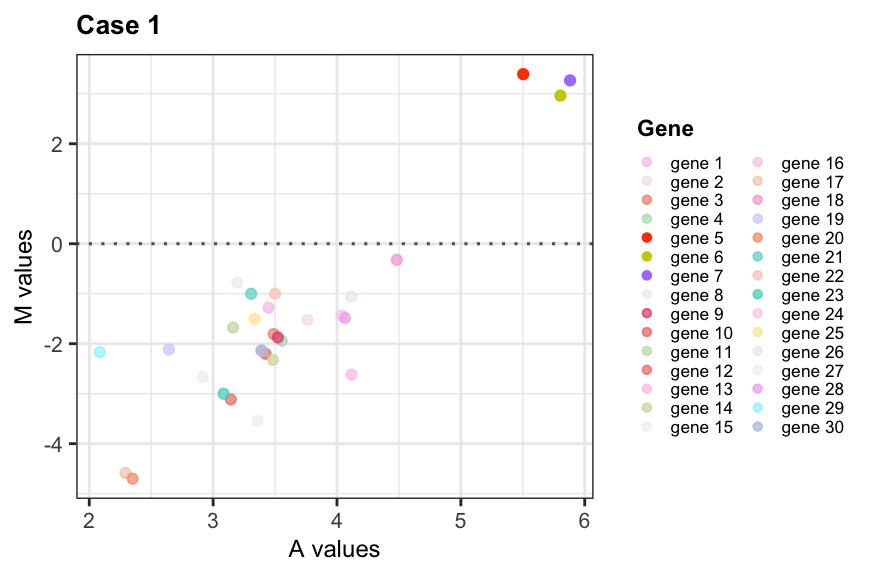 Case 1
2
0
-2
-4
M values
2 3 4 5 6
A values
Gene
gene 1 gene 16
gene 2 gene 17
gene 3 gene 18
gene 4 gene 19
gene 5 gene 20
gene 6 gene 21
gene 7 gene 22
gene 8 gene 23
gene 9 gene 24
gene 10 gene 25
gene 11 gene 26
gene 12 gene 27
gene 13 gene 28
gene 14 gene 29
gene 15 gene 30